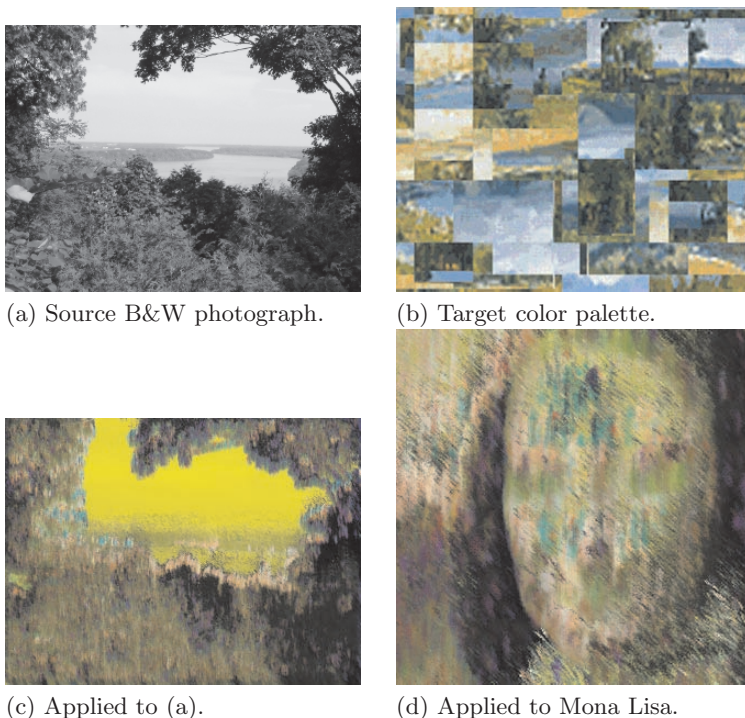 (a) Source B&W photograph.
(b) Target color palette.
(c) Applied to (a).
(d) Applied to Mona Lisa.